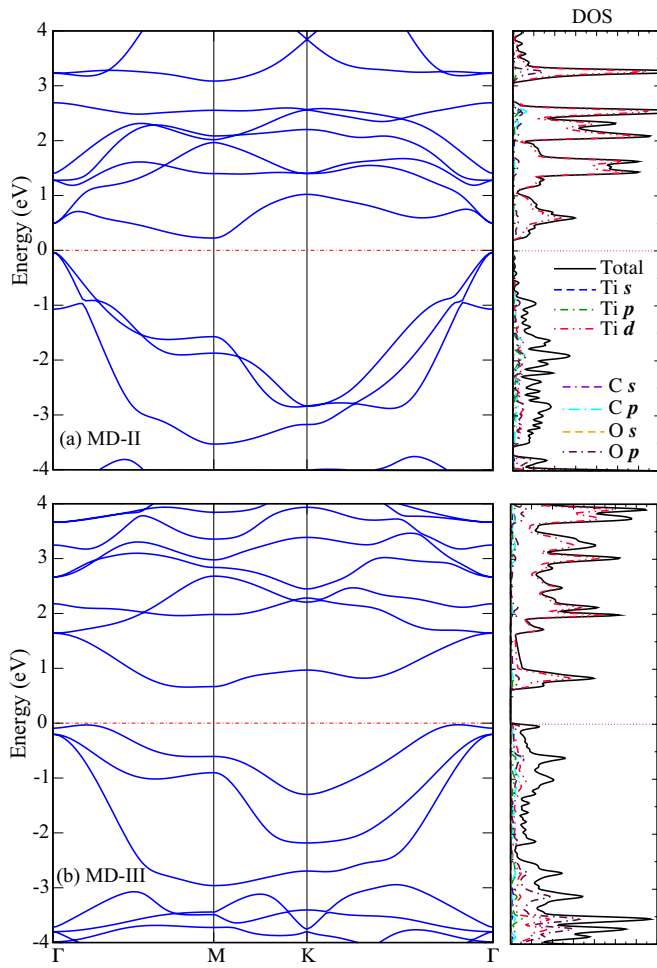 DOS
Energy (eV)
4
3
2
1
0
-1
-2
-3
-4
(a) MD-II
Total
Ti s
Ti p
Ti d
C s
C p
O s
O p
Energy (eV)
4
3
2
1
0
-1
-2
-3
-4
(b) MD-III
Γ M K Γ